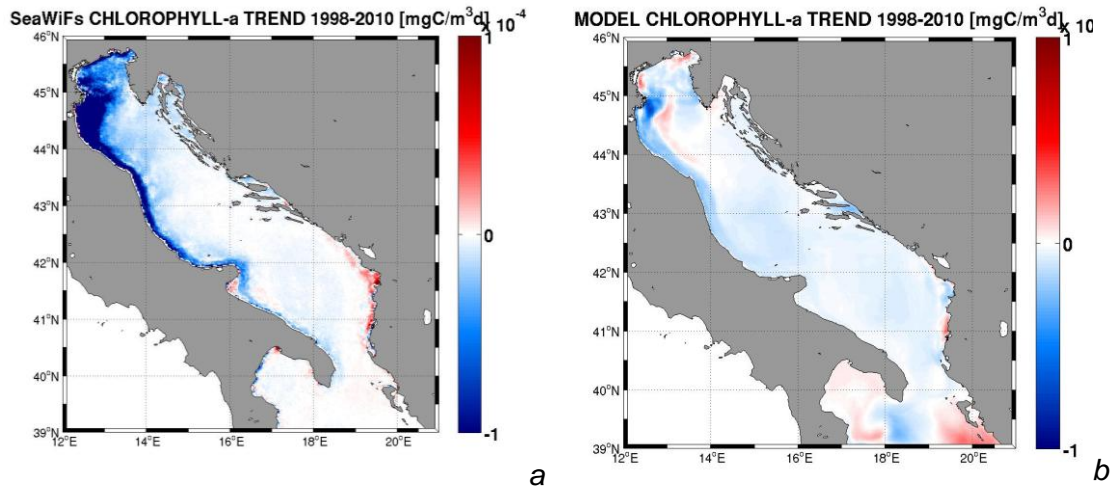 SeaWiFs CHLOROPHYLL-a TREND 1998-2010 [mgC/m³d]
x 10⁻⁴
46°N
45°N
44°N
43°N
42°N
41°N
40°N
39°N
12°E 14°E 16°E 18°E 20°E
1
0
-1
a
MODEL CHLOROPHYLL-a TREND 1998-2010 [mgC/m³d]
x 10
46°N
45°N
44°N
43°N
42°N
41°N
40°N
39°N
12°E 14°E 16°E 18°E 20°E
1
0
-1
b